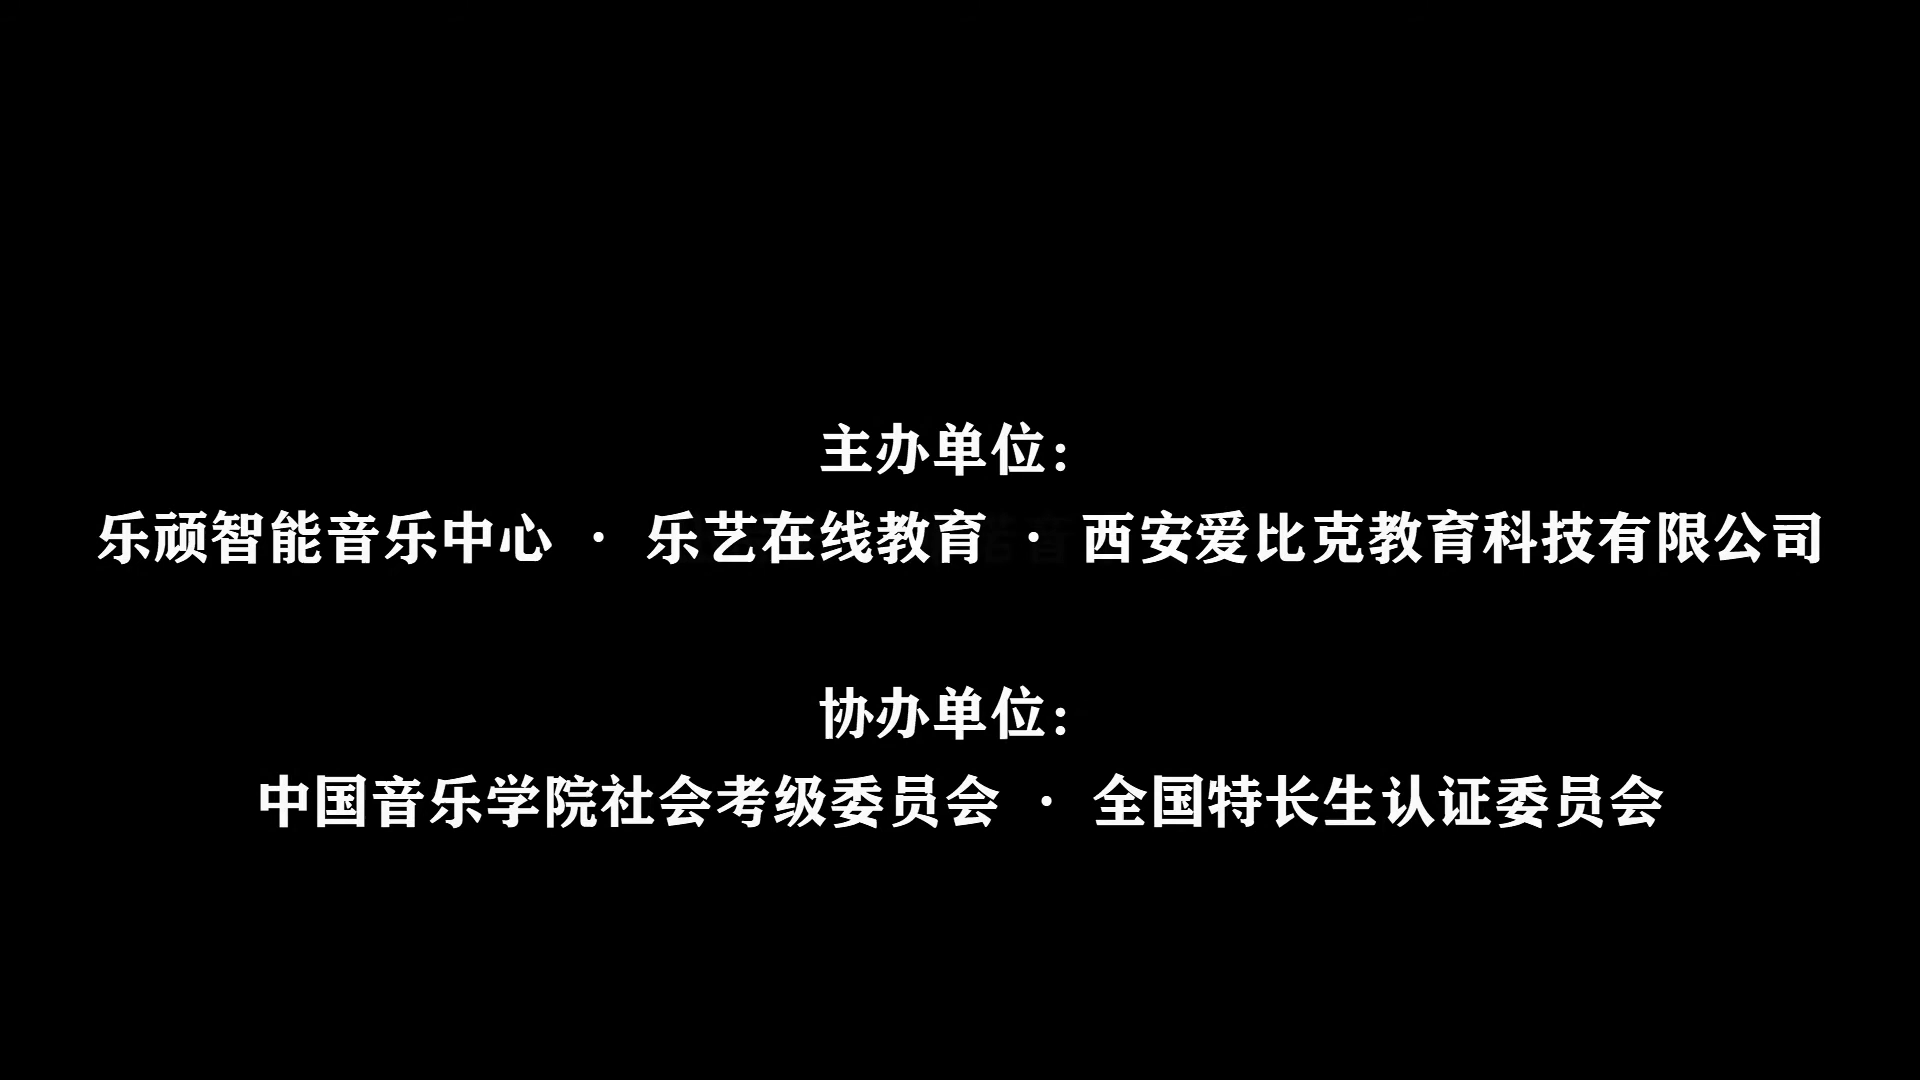 主办单位:
乐顽智能音乐中心 · 乐艺在线教育 · 西安爱比克教育科技有限公司
协办单位:
中国音乐学院社会考级委员会 · 全国特长生认证委员会